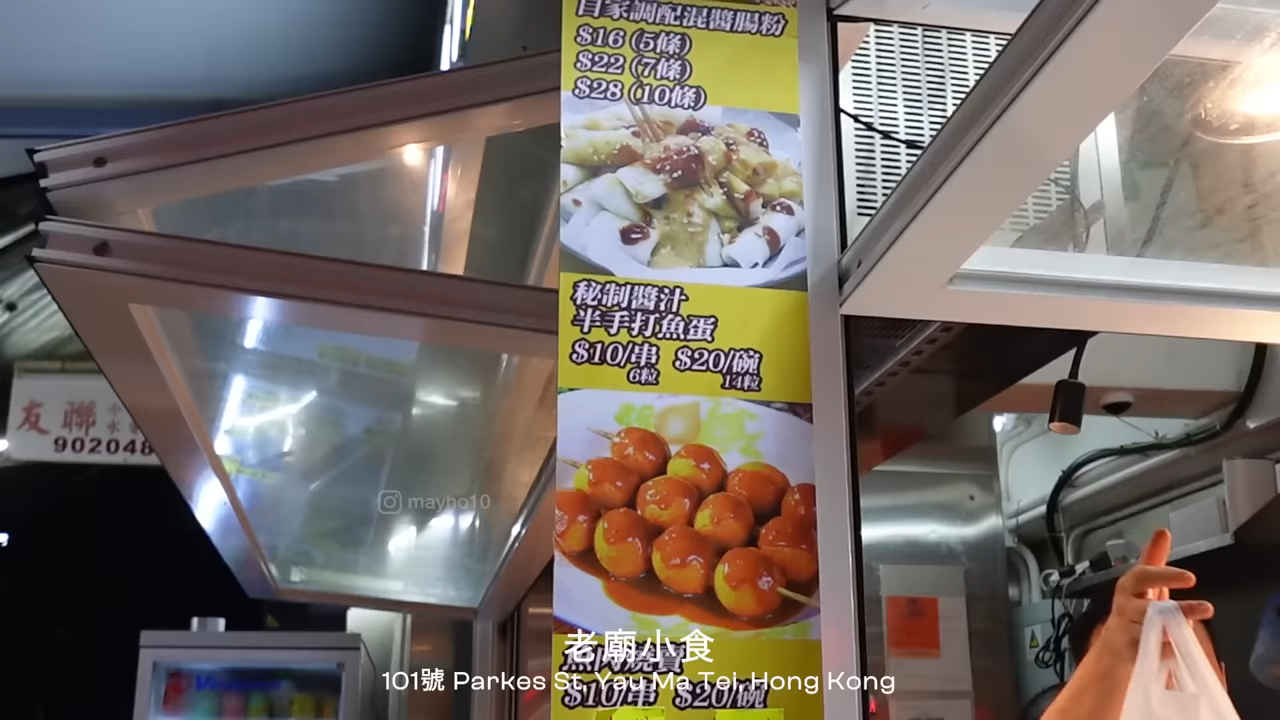 自家調配混醬腸粉
$16 (5條)
$22 (7條)
$28 (10條)
秘制醬汁
半手打魚蛋
$10/串 $20/碗
6粒 14粒
友聯
902048
mayho10
老廟小食
101號 Parkes St, Yau Ma Tei, Hong Kong
$10/串 $20/碗